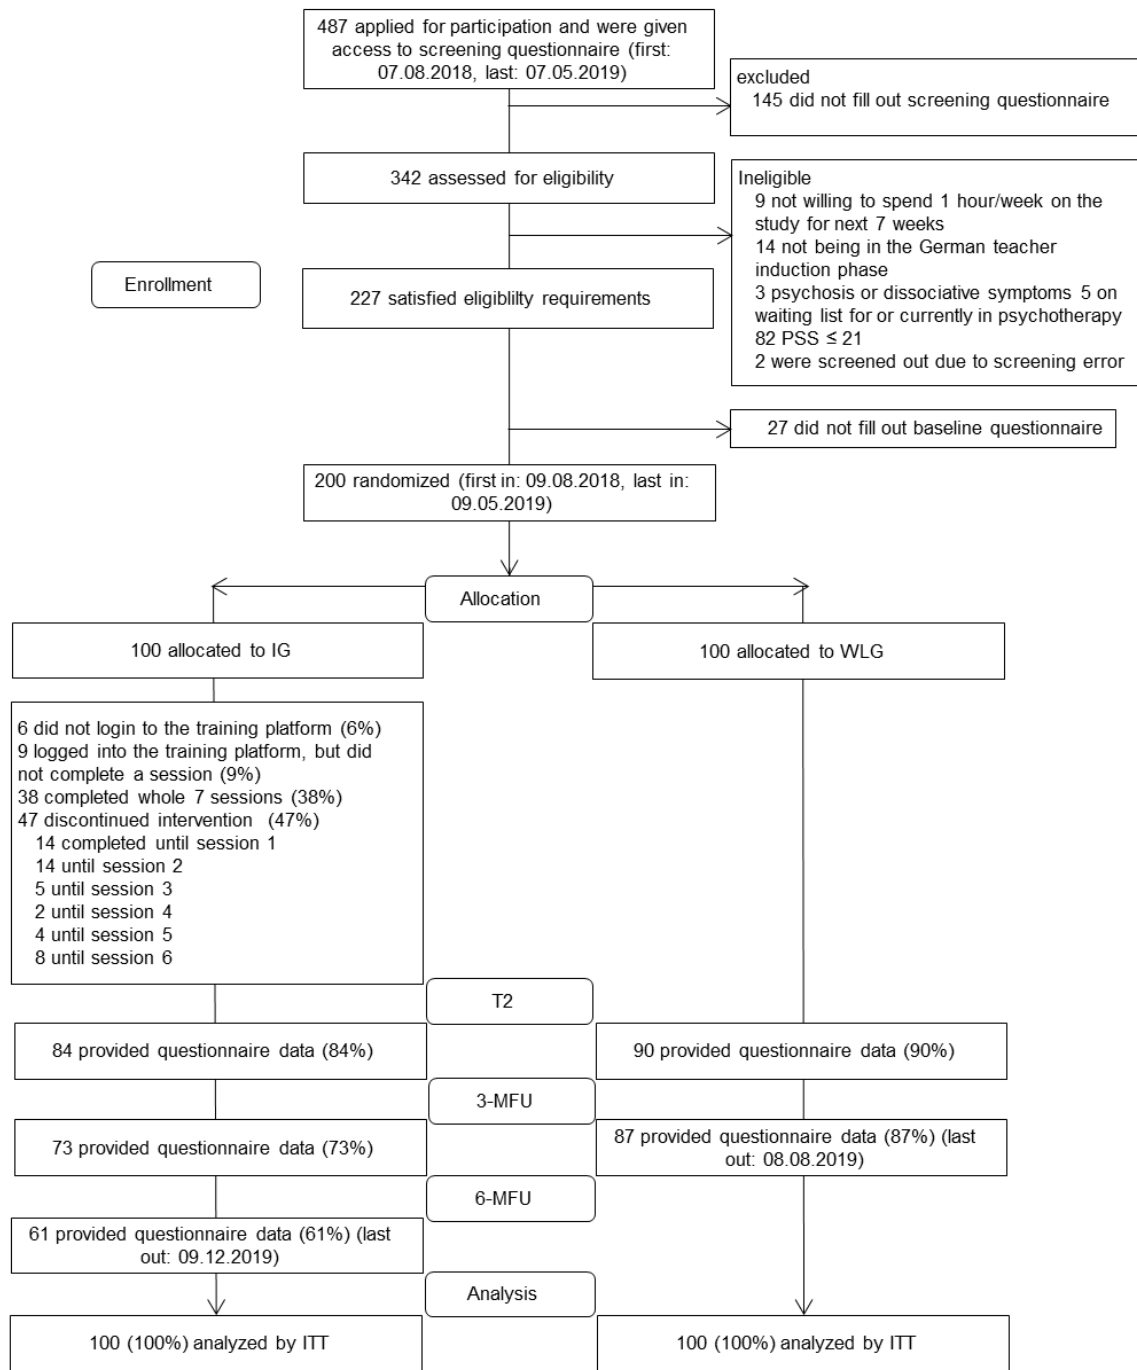 487 applied for participation and were given
access to screening questionnaire (first:
07.08.2018, last: 07.05.2019)
excluded
145 did not fill out screening questionnaire
342 assessed for eligibility
Ineligible
9 not willing to spend 1 hour/week on the
study for next 7 weeks
14 not being in the German teacher
induction phase
3 psychosis or dissociative symptoms 5 on
waiting list for or currently in psychotherapy
82 PSS ≤ 21
2 were screened out due to screening error
Enrollment
227 satisfied eligiblilty requirements
27 did not fill out baseline questionnaire
200 randomized (first in: 09.08.2018, last in:
09.05.2019)
Allocation
100 allocated to IG
100 allocated to WLG
6 did not login to the training platform (6%)
9 logged into the training platform, but did
not complete a session (9%)
38 completed whole 7 sessions (38%)
47 discontinued intervention (47%)
14 completed until session 1
14 until session 2
5 until session 3
2 until session 4
4 until session 5
8 until session 6
T2
84 provided questionnaire data (84%)
90 provided questionnaire data (90%)
3-MFU
73 provided questionnaire data (73%)
87 provided questionnaire data (87%) (last
out: 08.08.2019)
6-MFU
61 provided questionnaire data (61%) (last
out: 09.12.2019)
Analysis
100 (100%) analyzed by ITT
100 (100%) analyzed by ITT